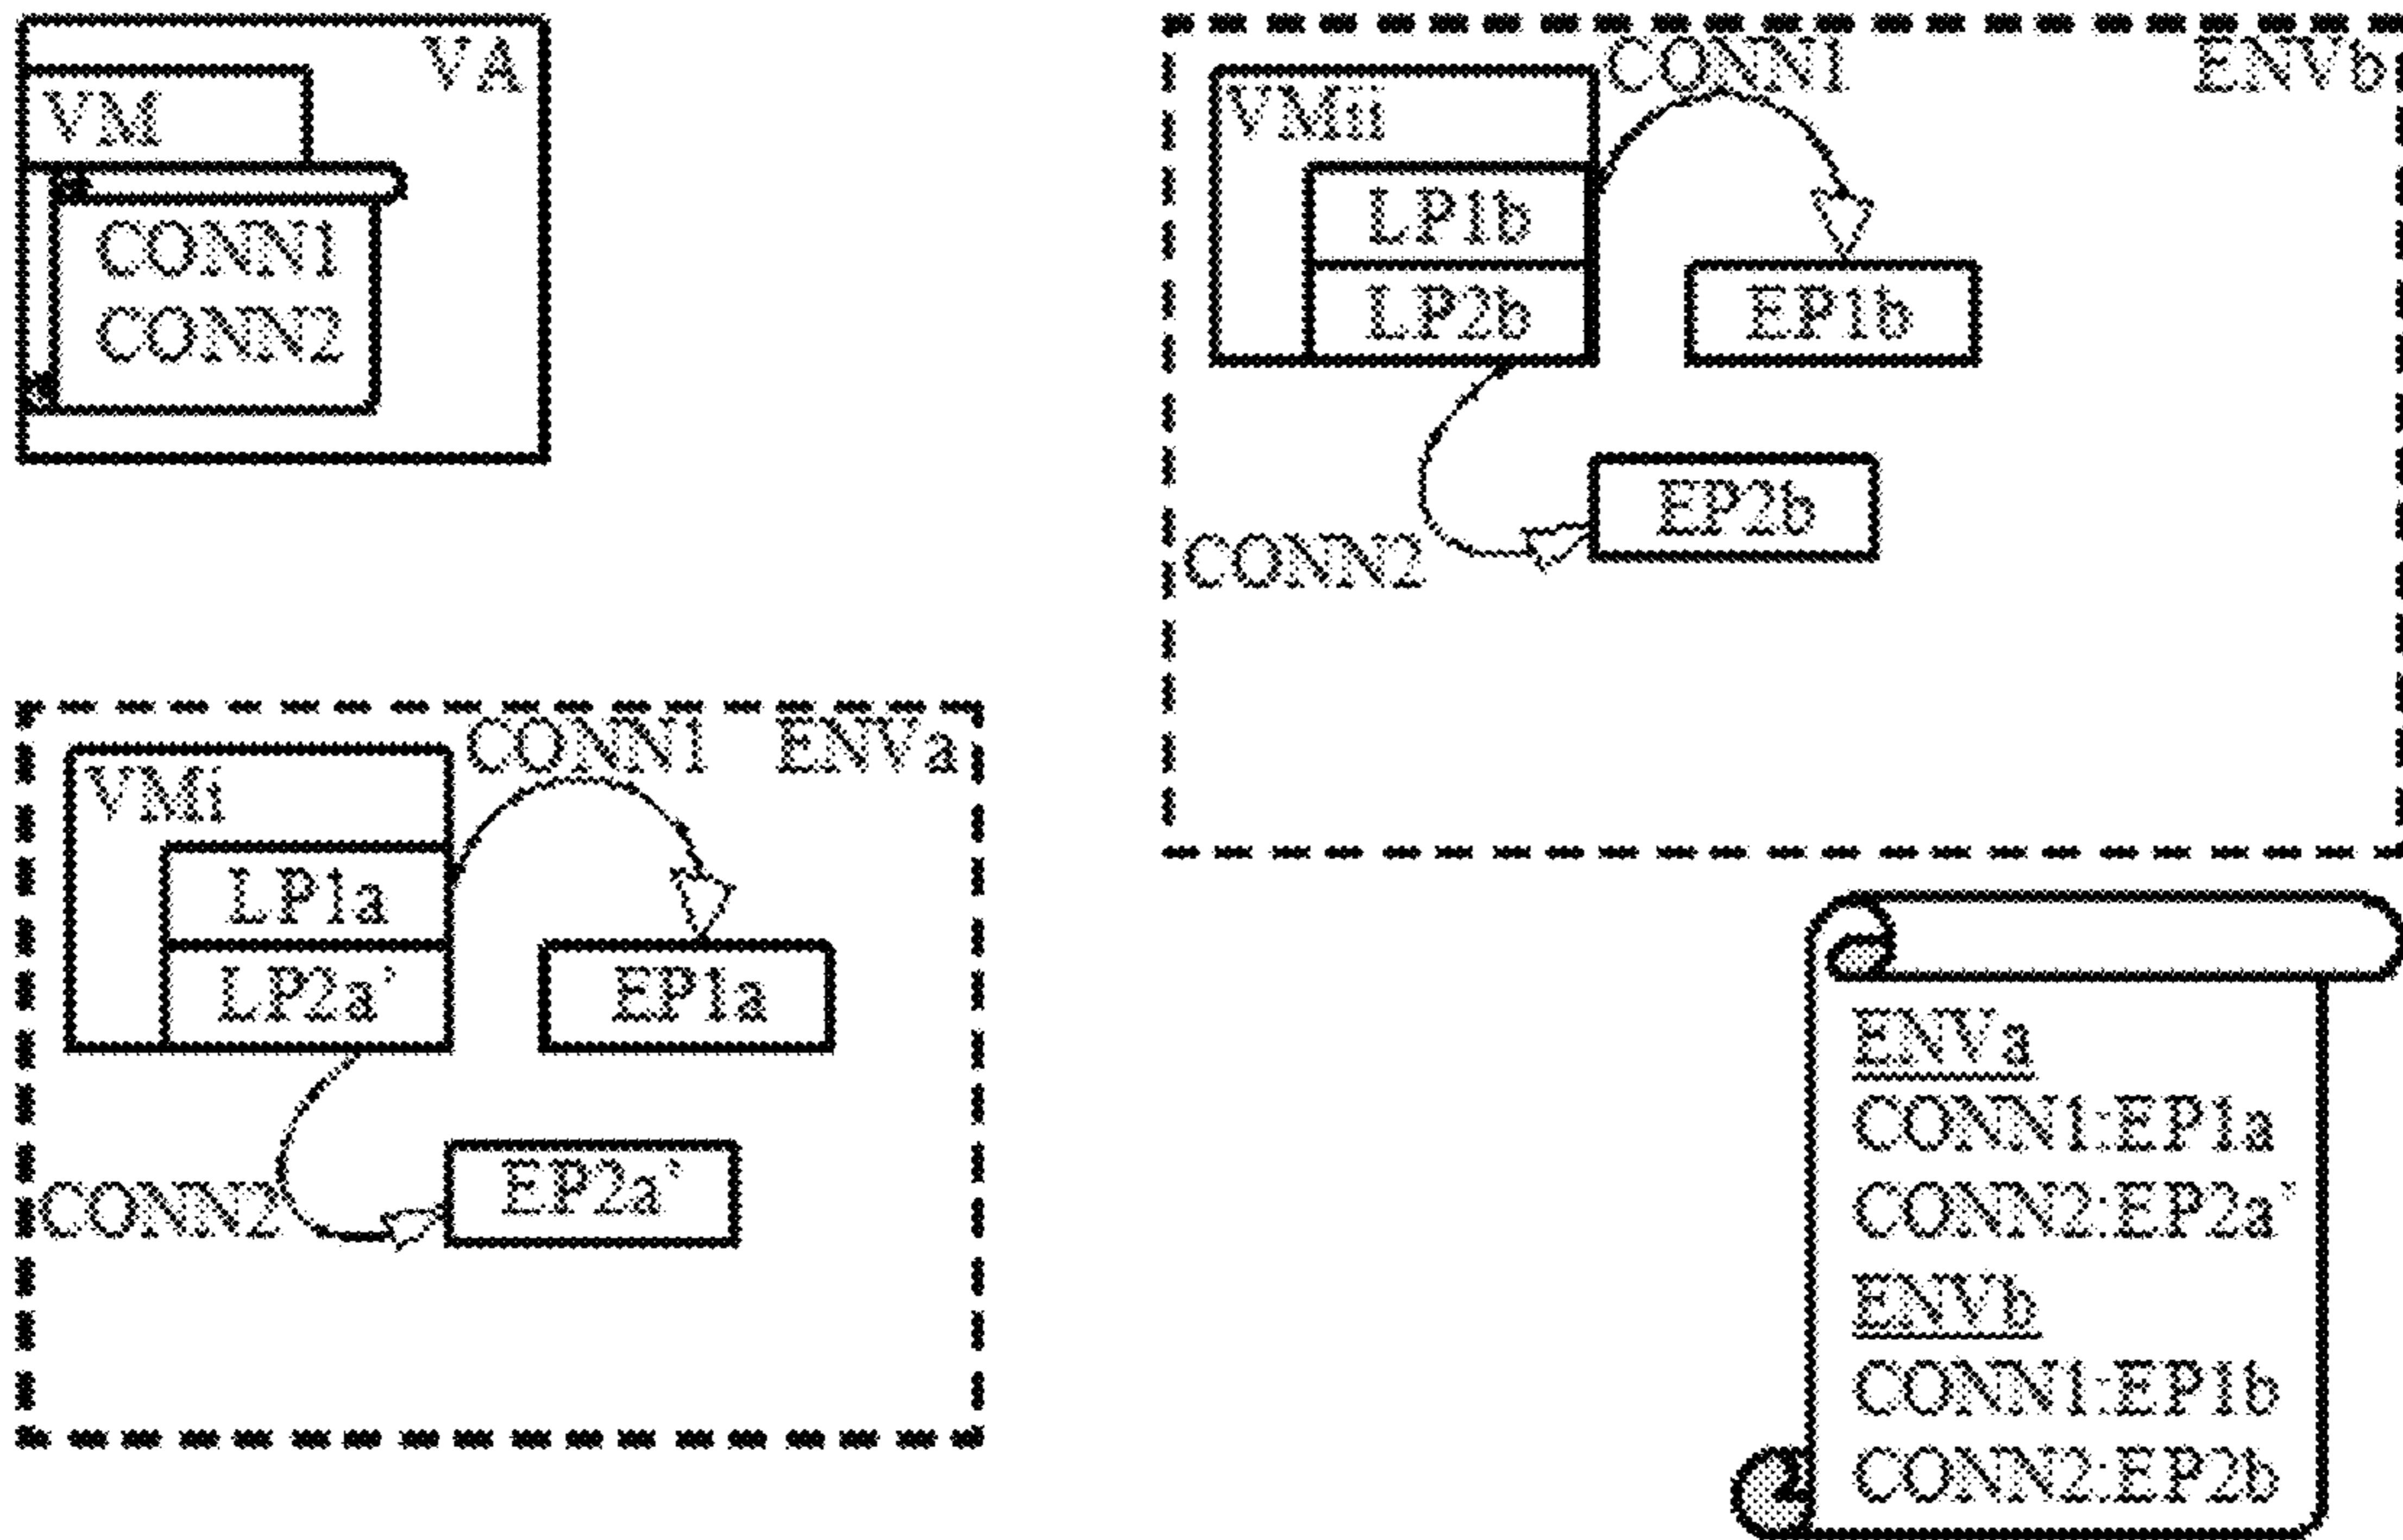 VA
VM
CONN1
CONN2
CONN1
ENVb
VMii
LP1b
LP2b
EP1b
EP2b
CONN2
CONN1
ENVa
VMi
LP1a
LP2a'
EP1a
EP2a'
CONN2
ENVa
CONN1:EP1a
CONN2:EP2a'
ENVb
CONN1:EP1b
CONN2:EP2b